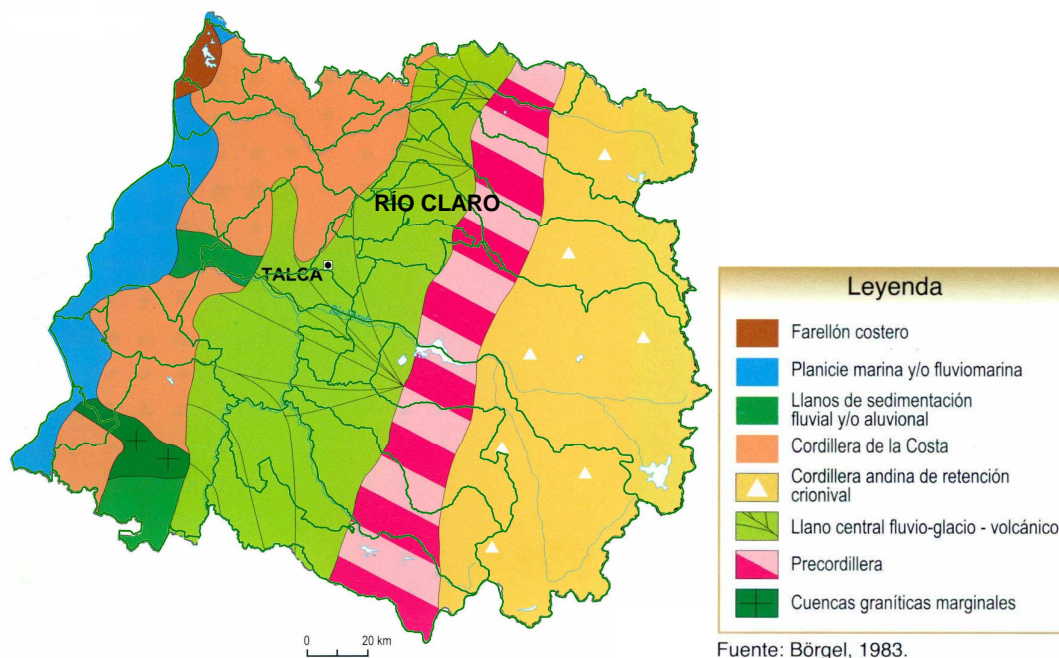 RÍO CLARO
TALCA
0 20 km
Leyenda
Farellón costero
Planicie marina y/o fluviomarina
Llanos de sedimentación
fluvial y/o aluvional
Cordillera de la Costa
Cordillera andina de retención
crionival
Llano central fluvio-glacio - volcánico
Precordillera
Cuencas graníticas marginales
Fuente: Börgel, 1983.